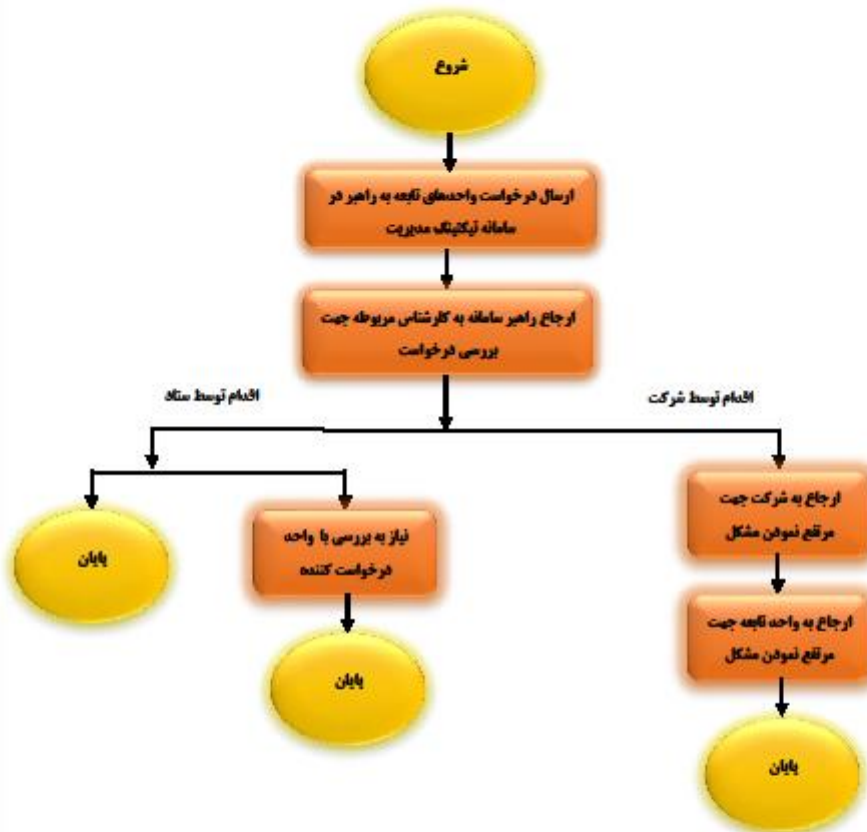 شروع
ارسال درخواست واحدهای تابعه به راهبر در
سامانه تیکتینگ مدیریت
ارجاع راهبر سامانه به کارشناس مربوطه جهت
بررسی درخواست
اقدام توسط شرکت
اقدام توسط ستاد
ارجاع به شرکت جهت
مرتفع نمودن مشکل
نیاز به بررسی با واحد
درخواست کننده
پایان
ارجاع به واحد تابعه جهت
مرتفع نمودن مشکل
پایان
پایان